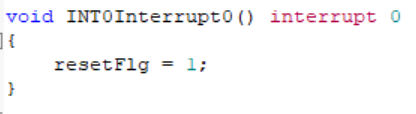 void INT0Interrupt0() interrupt 0
{
resetFlg = 1;
}